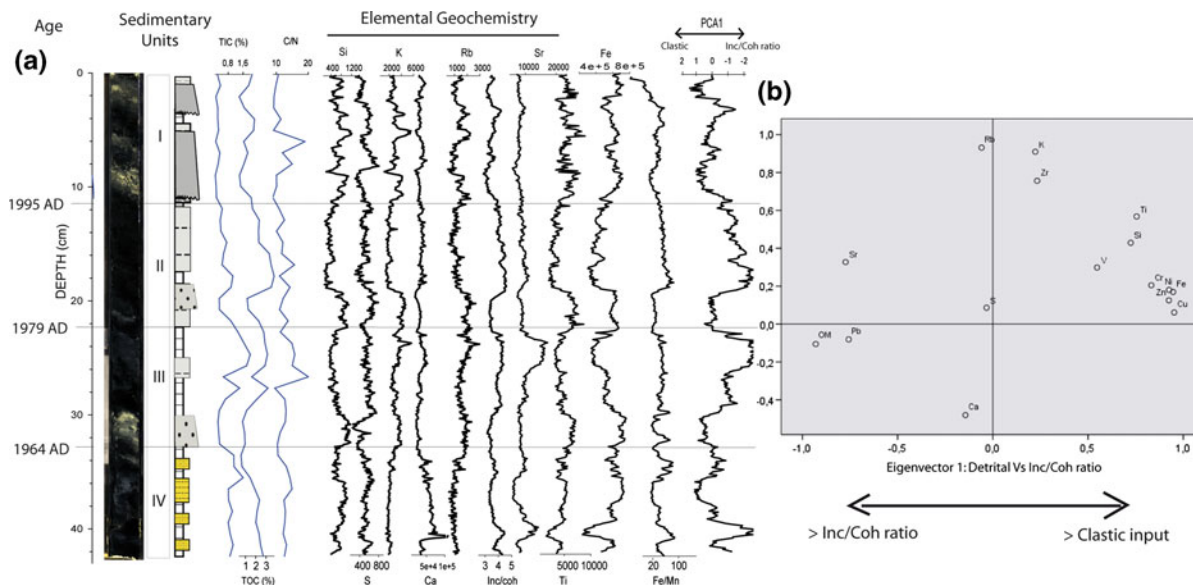 Age
Sedimentary
Units
Elemental Geochemistry
PCA1
Clastic
Inc/Coh ratio
(a)
TIC (%)
C/N
Si
K
Rb
Sr
Fe
0,8 1,6
10 20
400 1200
2000 6000
1000 3000
10000 20000
4e+5 8e+5
2 1 0 -1 -2
0
10
20
30
40
DEPTH (cm)
1995 AD
1979 AD
1964 AD
I
II
III
IV
1 2 3
TOC (%)
400 800
S
5e+4 1e+5
Ca
3 4 5
Inc/coh
5000 10000
Ti
20 100
Fe/Mn
(b)
1,0
0,8
0,6
0,4
0,2
0,0
-0,2
-0,4
Rb
K
Zr
Ti
Si
V
Sr
Cr Ni Fe
Zn
Cu
S
OM
Pb
Ca
-1,0 -0,5 0,0 0,5 1,0
Eigenvector 1: Detrital Vs Inc/Coh ratio
> Inc/Coh ratio
> Clastic input